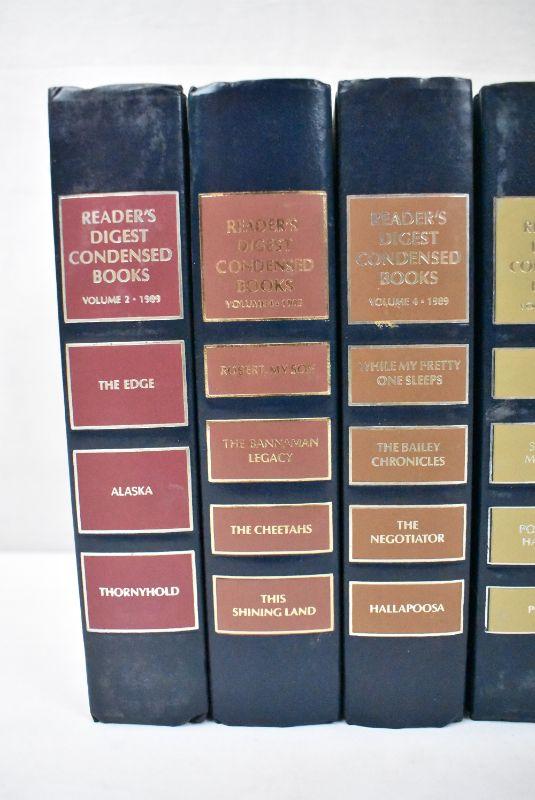 READER'S
DIGEST
CONDENSED
BOOKS
VOLUME 2 • 1989
THE EDGE
ALASKA
THORNYHOLD
READER'S
DIGEST
CONDENSED
BOOKS
ROBERT, MY SON
THE BANNAMAN
LEGACY
THE CHEETAHS
THIS
SHINING LAND
READER'S
DIGEST
CONDENSED
BOOKS
VOLUME 4 • 1989
WHILE MY PRETTY
ONE SLEEPS
THE BAILEY
CHRONICLES
THE
NEGOTIATOR
HALLAPOOSA